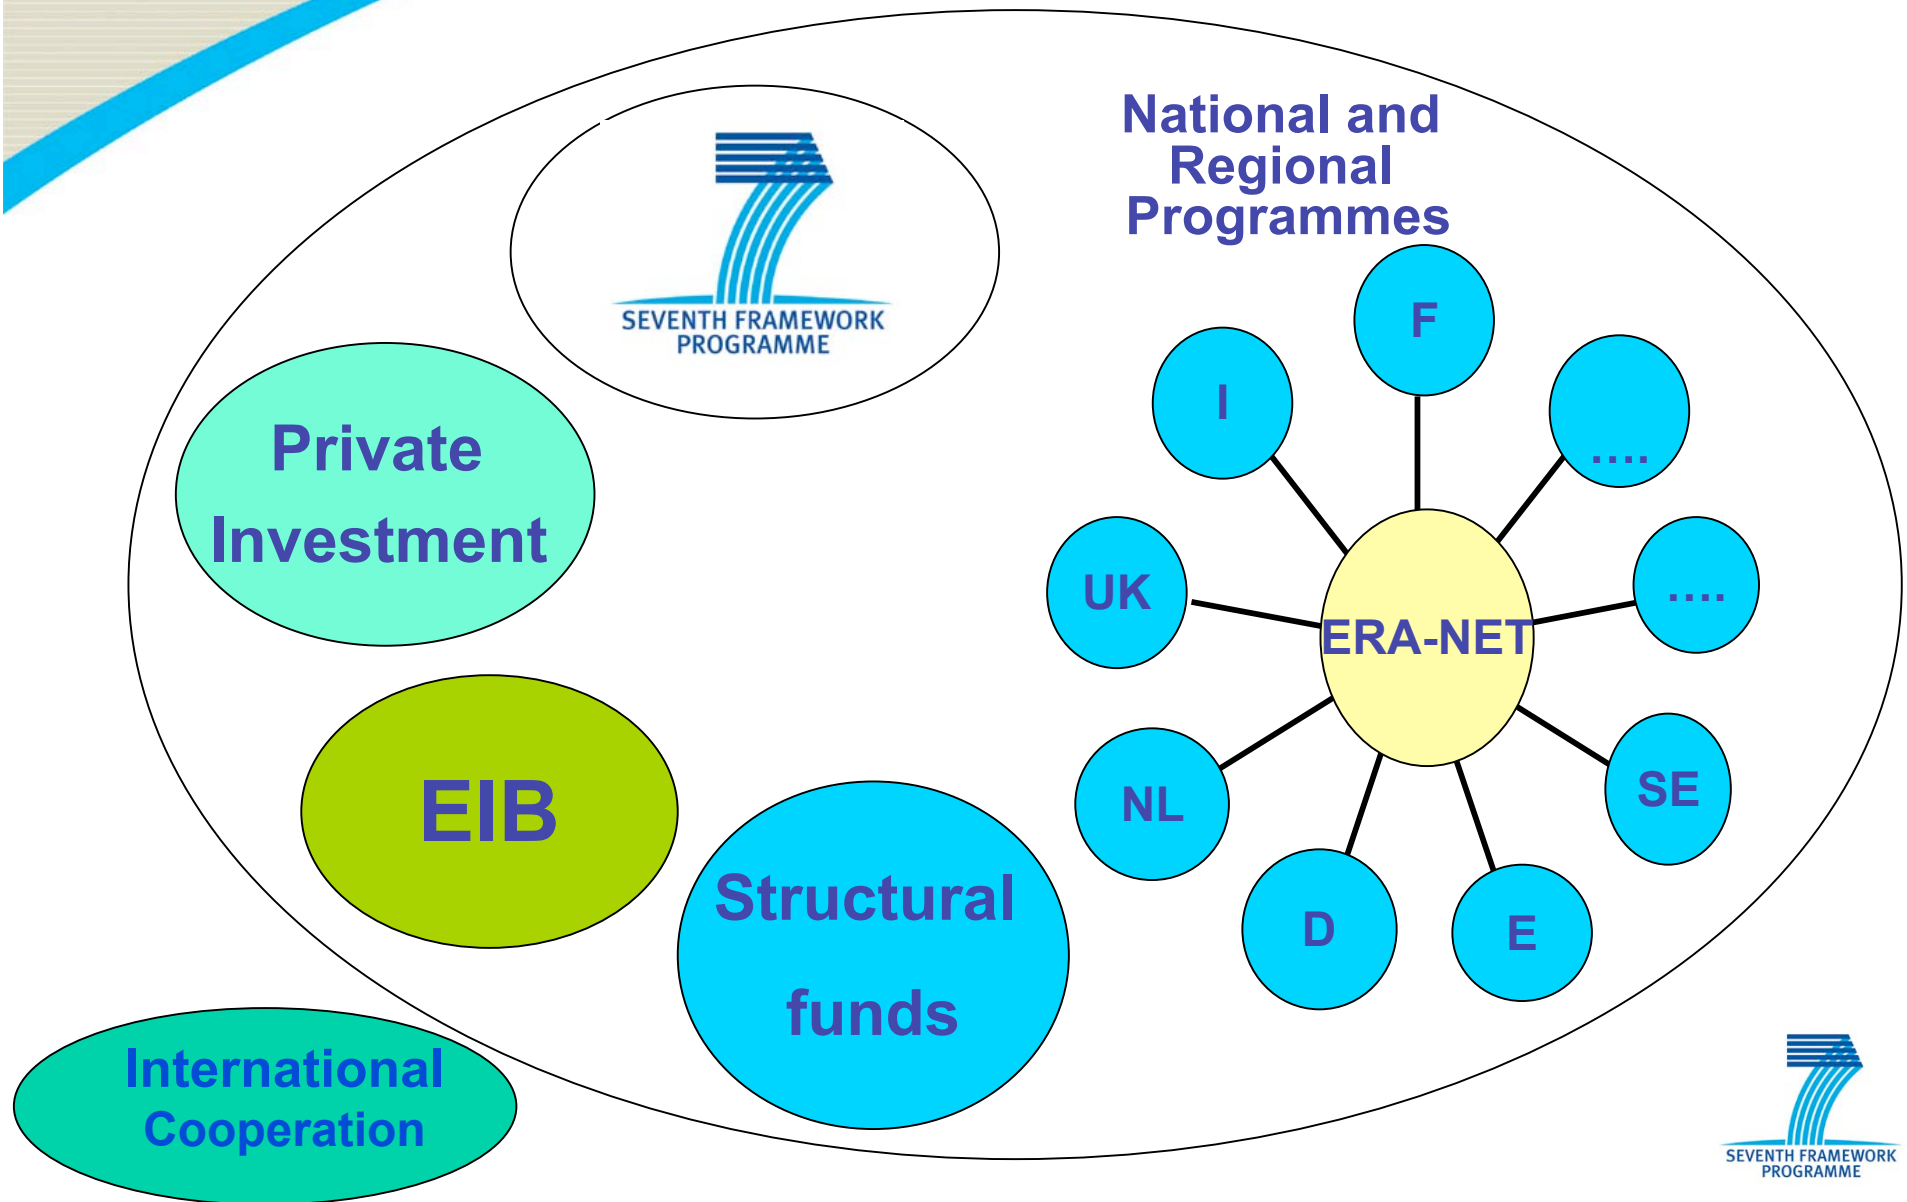 SEVENTH FRAMEWORK
PROGRAMME
National and
Regional
Programmes
F
I
....
UK
ERA-NET
....
NL
SE
D
E
Private
Investment
EIB
Structural
funds
International
Cooperation
SEVENTH FRAMEWORK
PROGRAMME